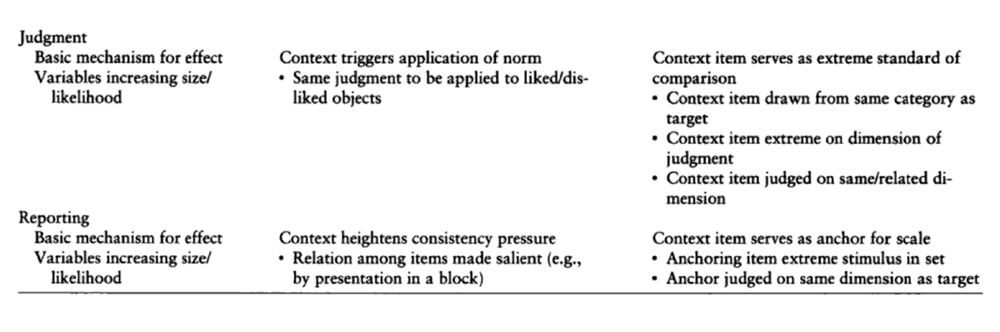 Judgment
Basic mechanism for effect
Context triggers application of norm
Context item serves as extreme standard of
Variables increasing size/
• Same judgment to be applied to liked/dis-
comparison
likelihood
liked objects
• Context item drawn from same category as
target
• Context item extreme on dimension of
judgment
• Context item judged on same/related di-
mension
Reporting
Basic mechanism for effect
Context heightens consistency pressure
Context item serves as anchor for scale
Variables increasing size/
• Relation among items made salient (e.g.,
• Anchoring item extreme stimulus in set
likelihood
by presentation in a block)
• Anchor judged on same dimension as target